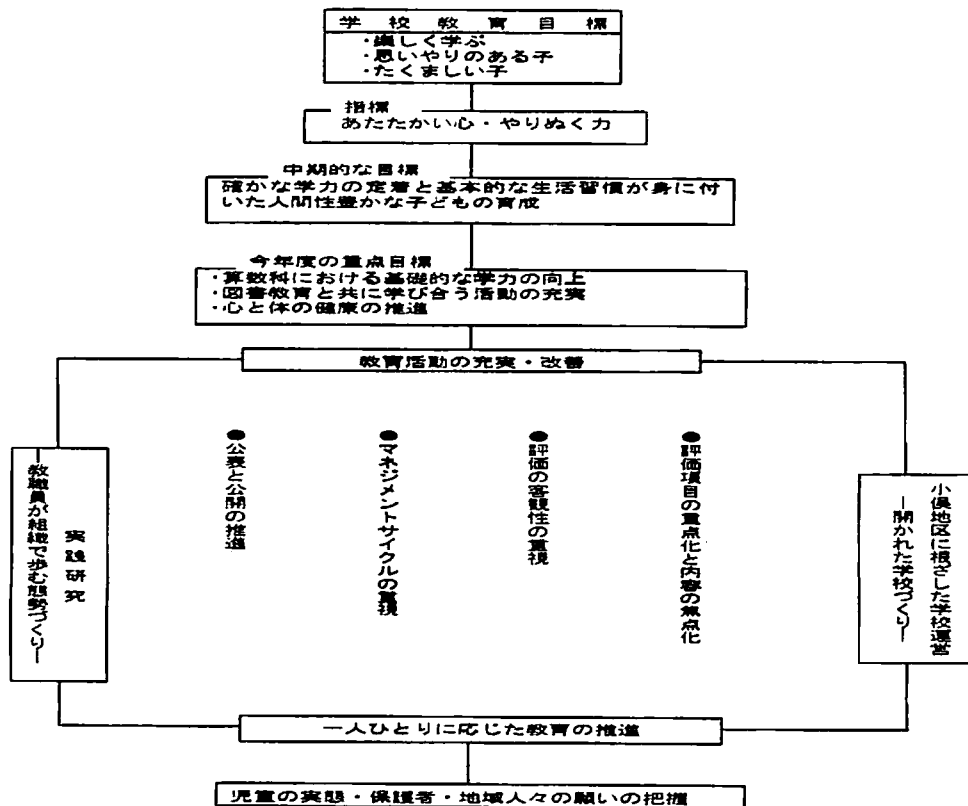 学校教育目標
・楽しく学ぶ
・思いやりのある子
・たくましい子
指標
あたたかい心・やりぬく力
中期的な目標
確かな学力の定着と基本的な生活習慣が身に付
いた人間性豊かな子どもの育成
今年度の重点目標
・算数科における基礎的な学力の向上
・図書教育と共に学び合う活動の充実
・心と体の健康の推進
教育活動の充実・改善
小俣地区に根ざした学校運営
―開かれた学校づくり―
●評価項目の重点化と内容の焦点化
●評価の客観性の重視
●マネジメントサイクルの重視
●公表と公開の推進
実践研究
―教職員が組織で歩む態勢づくり―
一人ひとりに応じた教育の推進
児童の実態・保護者・地域人々の願いの把握